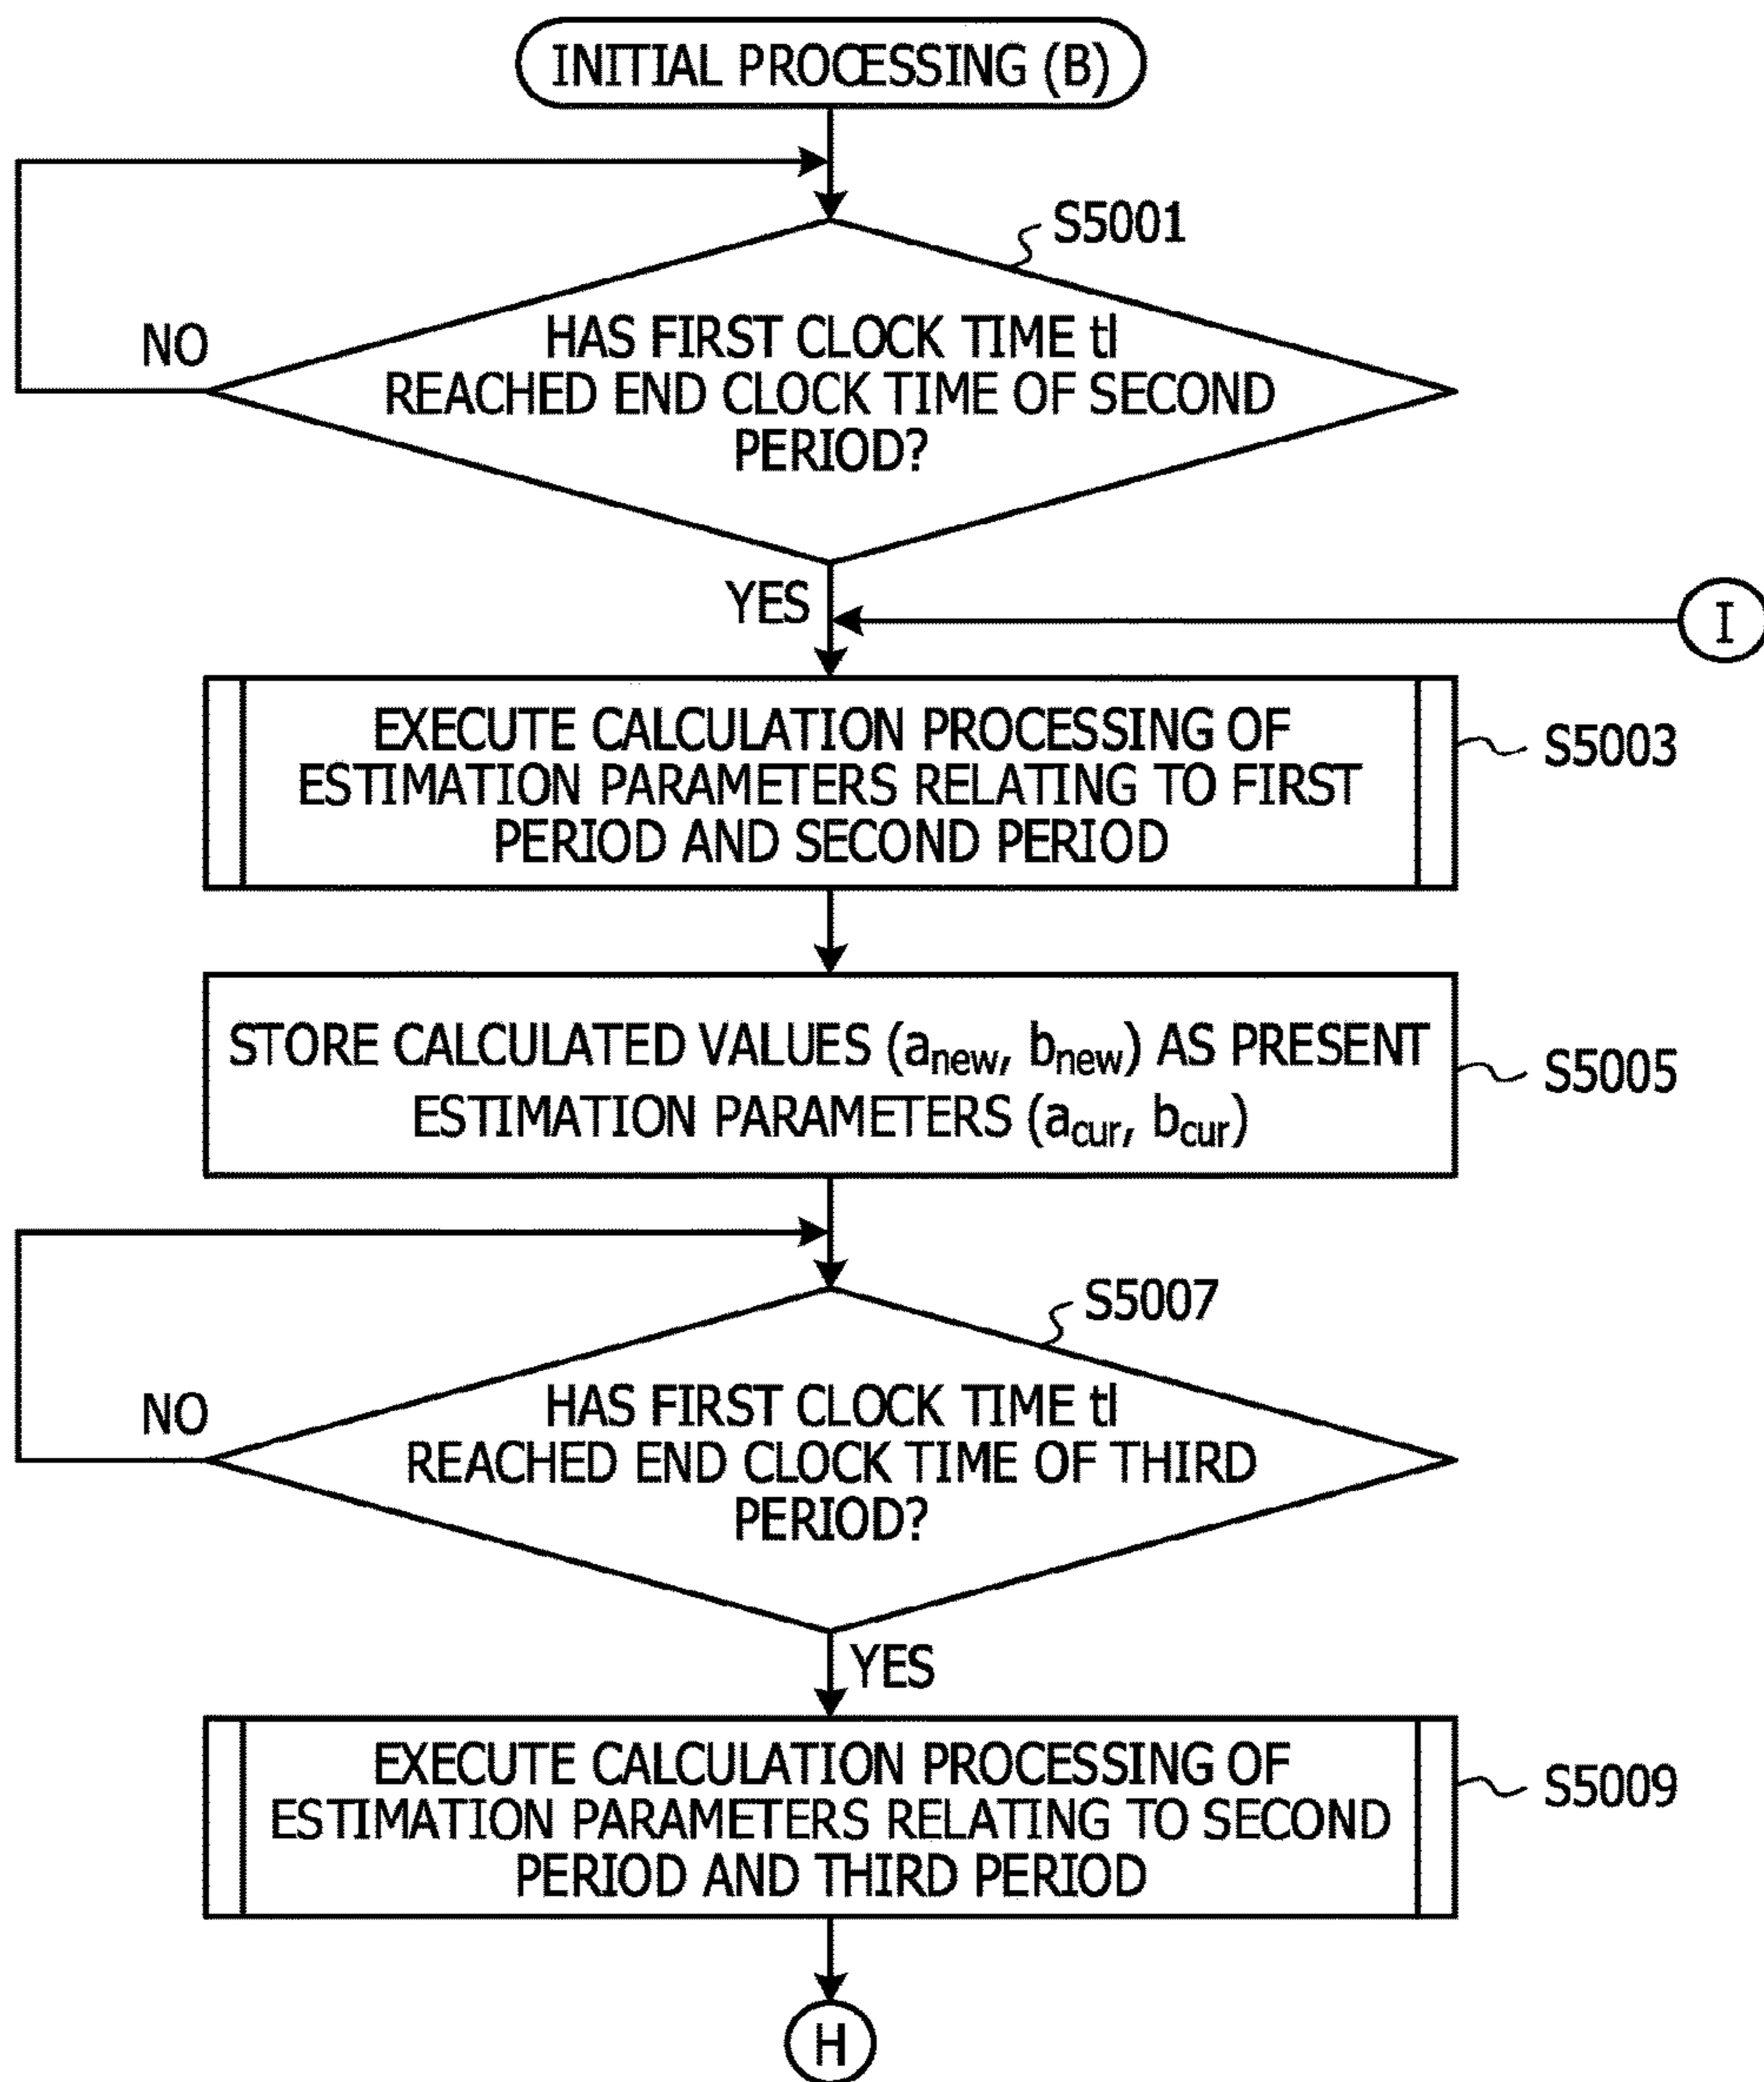 INITIAL PROCESSING (B)
S5001
HAS FIRST CLOCK TIME tl
REACHED END CLOCK TIME OF SECOND
PERIOD?
NO
YES
I
EXECUTE CALCULATION PROCESSING OF
ESTIMATION PARAMETERS RELATING TO FIRST
PERIOD AND SECOND PERIOD
S5003
STORE CALCULATED VALUES (anew, bnew) AS PRESENT
ESTIMATION PARAMETERS (acur, bcur)
S5005
S5007
HAS FIRST CLOCK TIME tl
REACHED END CLOCK TIME OF THIRD
PERIOD?
NO
YES
EXECUTE CALCULATION PROCESSING OF
ESTIMATION PARAMETERS RELATING TO SECOND
PERIOD AND THIRD PERIOD
S5009
H